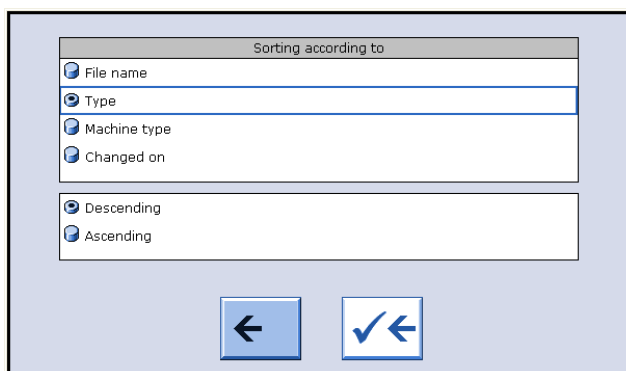 Sorting according to
File name
Type
Machine type
Changed on
Descending
Ascending